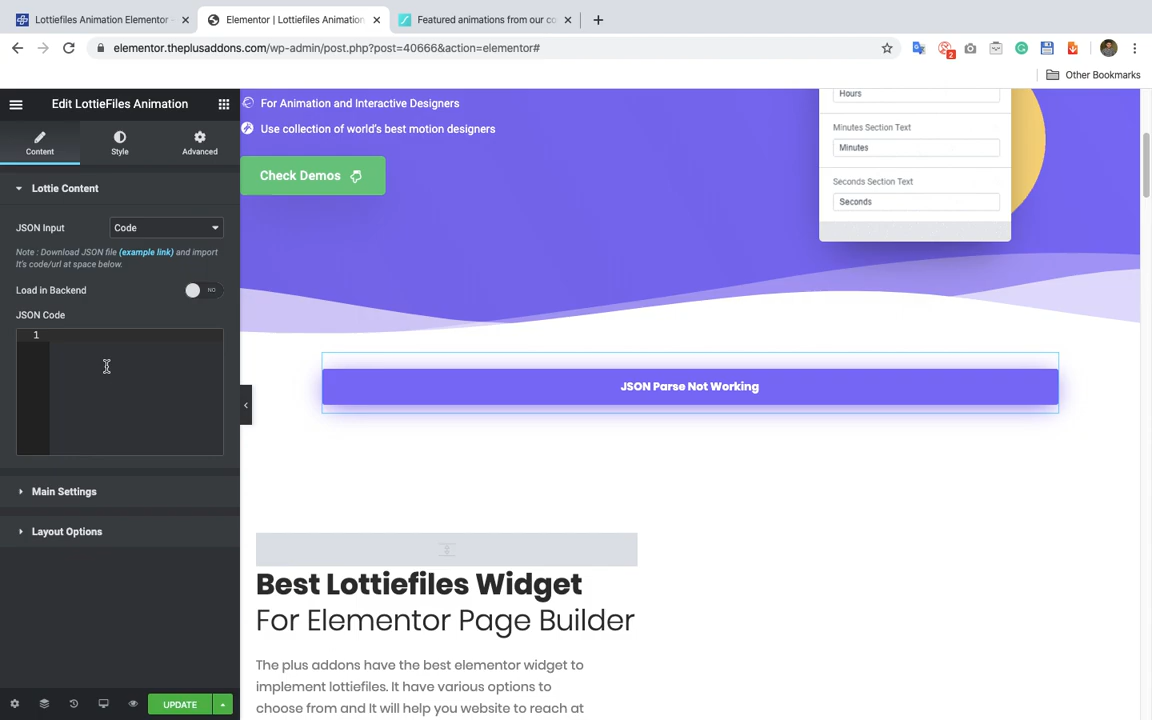 Lottiefiles Animation Elementor
Elementor | Lottiefiles Animation
Featured animations from our co
elementor.theplusaddons.com/wp-admin/post.php?post=40666&action=elementor#
2
Other Bookmarks
Edit LottieFiles Animation
Content
Style
Advanced
Lottie Content
JSON Input
Code
Note : Download JSON file (example link) and import
It's code/url at space below.
Load in Backend
NO
JSON Code
1
Main Settings
Layout Options
UPDATE
For Animation and Interactive Designers
Use collection of world's best motion designers
Check Demos
Hours
Minutes Section Text
Minutes
Seconds Section Text
Seconds
JSON Parse Not Working
Best Lottiefiles Widget
For Elementor Page Builder
The plus addons have the best elementor widget to
implement lottiefiles. It have various options to
choose from and It will help you website to reach at